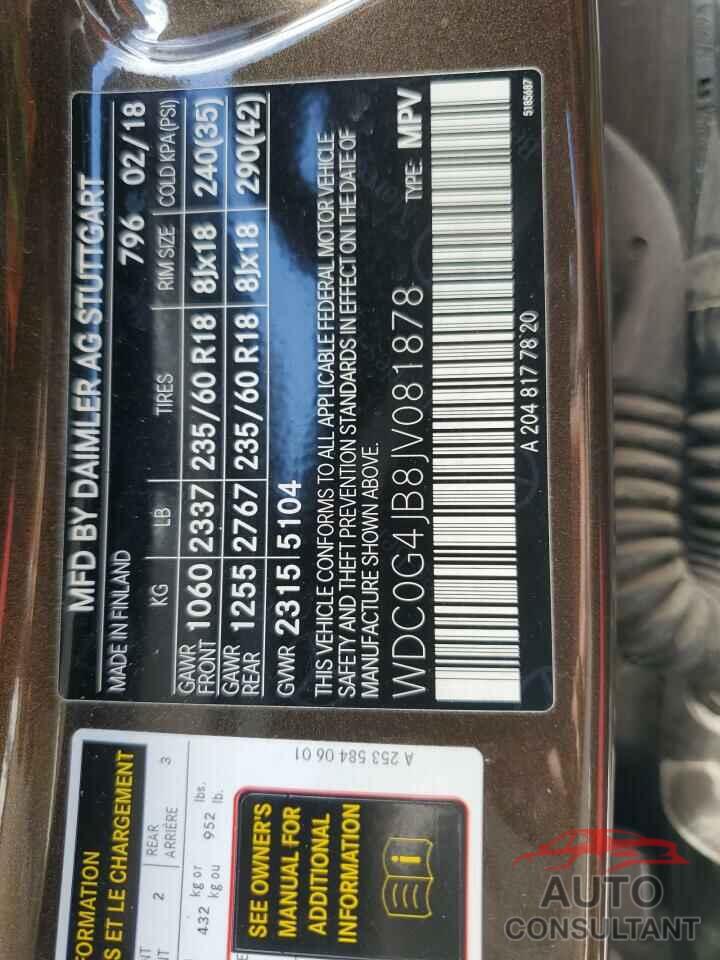 MFD BY DAIMLER AG STUTTGART
MADE IN FINLAND 796 02/18
KG LB TIRES RIM SIZE COLD KPA(PSI)
GAWR FRONT 1060 2337 235/60 R18 8Jx18 240(35)
GAWR REAR 1255 2767 235/60 R18 8Jx18 290(42)
GVWR 2315 5104
THIS VEHICLE CONFORMS TO ALL APPLICABLE FEDERAL MOTOR VEHICLE
SAFETY AND THEFT PREVENTION STANDARDS IN EFFECT ON THE DATE OF
MANUFACTURE SHOWN ABOVE.
WDC0G4JB8JV081878 TYPE: MPV
A 204 817 78 20
5185687
FORMATION
S ET LE CHARGEMENT
2 REAR 3
ARRIÈRE
432 kg or 952 lbs.
kg ou lb.
SEE OWNER'S
MANUAL FOR
ADDITIONAL
INFORMATION
A 253 584 06 01
AUTO
CONSULTANT